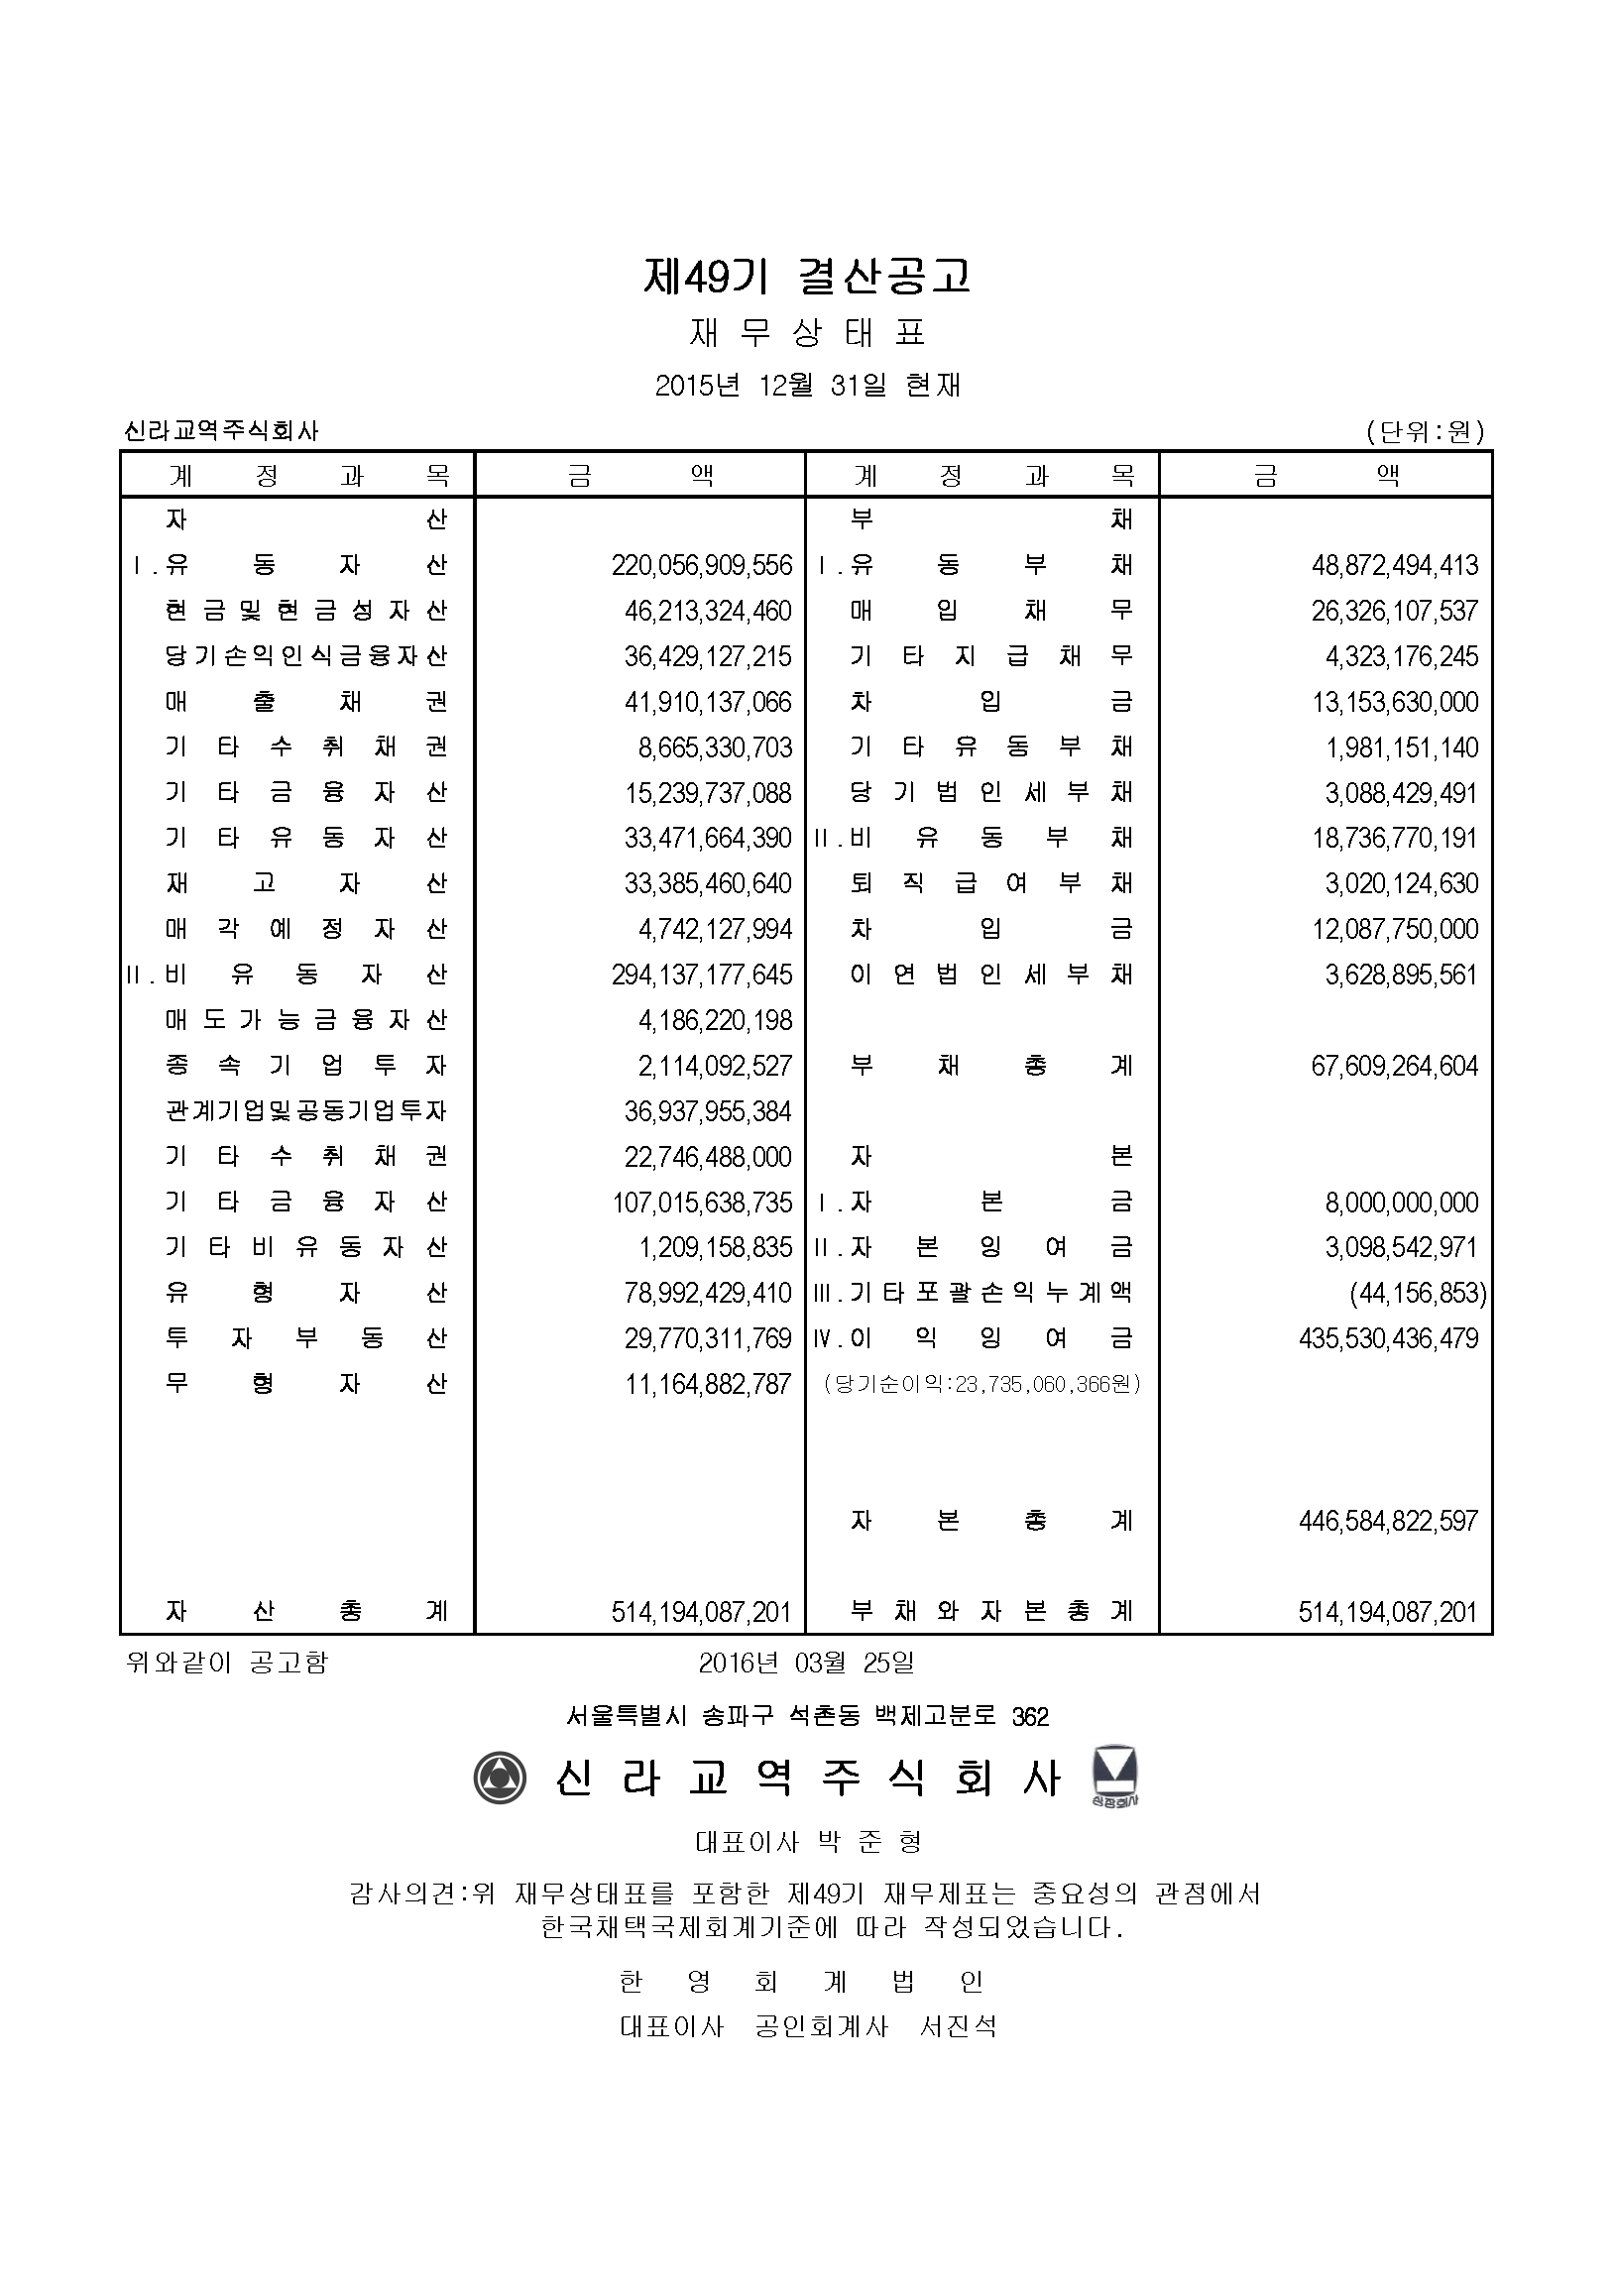 제49기 결산공고
재 무 상 태 표
2015년 12월 31일 현재
신라교역주식회사 (단위:원)
계 정 과 목 금 액 계 정 과 목 금 액
자 산 부 채
Ⅰ.유 동 자 산 220,056,909,556 Ⅰ.유 동 부 채 48,872,494,413
현금및현금성자산 46,213,324,460 매 입 채 무 26,326,107,537
당기손익인식금융자산 36,429,127,215 기 타 지 급 채 무 4,323,176,245
매 출 채 권 41,910,137,066 차 입 금 13,153,630,000
기 타 수 취 채 권 8,665,330,703 기 타 유 동 부 채 1,981,151,140
기 타 금 융 자 산 15,239,737,088 당 기 법 인 세 부 채 3,088,429,491
기 타 유 동 자 산 33,471,664,390 Ⅱ.비 유 동 부 채 18,736,770,191
재 고 자 산 33,385,460,640 퇴 직 급 여 부 채 3,020,124,630
매 각 예 정 자 산 4,742,127,994 차 입 금 12,087,750,000
Ⅱ.비 유 동 자 산 294,137,177,645 이 연 법 인 세 부 채 3,628,895,561
매도가능금융자산 4,186,220,198
종 속 기 업 투 자 2,114,092,527 부 채 총 계 67,609,264,604
관계기업및공동기업투자 36,937,955,384
기 타 수 취 채 권 22,746,488,000 자 본
기 타 금 융 자 산 107,015,638,735 Ⅰ.자 본 금 8,000,000,000
기 타 비 유 동 자 산 1,209,158,835 Ⅱ.자 본 잉 여 금 3,098,542,971
유 형 자 산 78,992,429,410 Ⅲ.기타포괄손익누계액 (44,156,853)
투 자 부 동 산 29,770,311,769 Ⅳ.이 익 잉 여 금 435,530,436,479
무 형 자 산 11,164,882,787 (당기순이익:23,735,060,366원)
자 본 총 계 446,584,822,597
자 산 총 계 514,194,087,201 부 채 와 자 본 총 계 514,194,087,201
위와같이 공고함 2016년 03월 25일
서울특별시 송파구 석촌동 백제고분로 362
신 라 교 역 주 식 회 사 상장회사
대표이사 박 준 형
감사의견:위 재무상태표를 포함한 제49기 재무제표는 중요성의 관점에서
한국채택국제회계기준에 따라 작성되었습니다.
한 영 회 계 법 인
대표이사 공인회계사 서진석